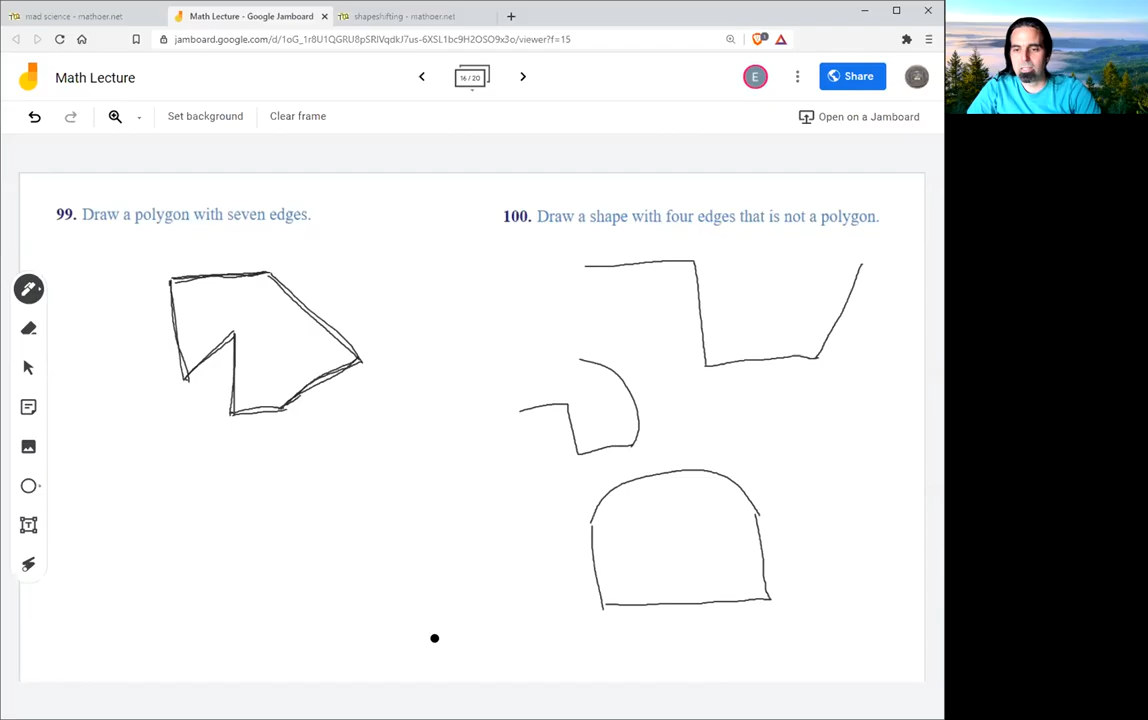 mad science - mathoer.net
Math Lecture - Google Jamboard
shapeshifting - mathoer.net
jamboard.google.com/d/1oG_1r8U1QGRU8pSRlVqdkJ7us-6XSL1bc9H2OSO9x3o/viewer?f=15
Math Lecture
16 / 20
E
Share
Set background
Clear frame
Open on a Jamboard
99. Draw a polygon with seven edges.
100. Draw a shape with four edges that is not a polygon.